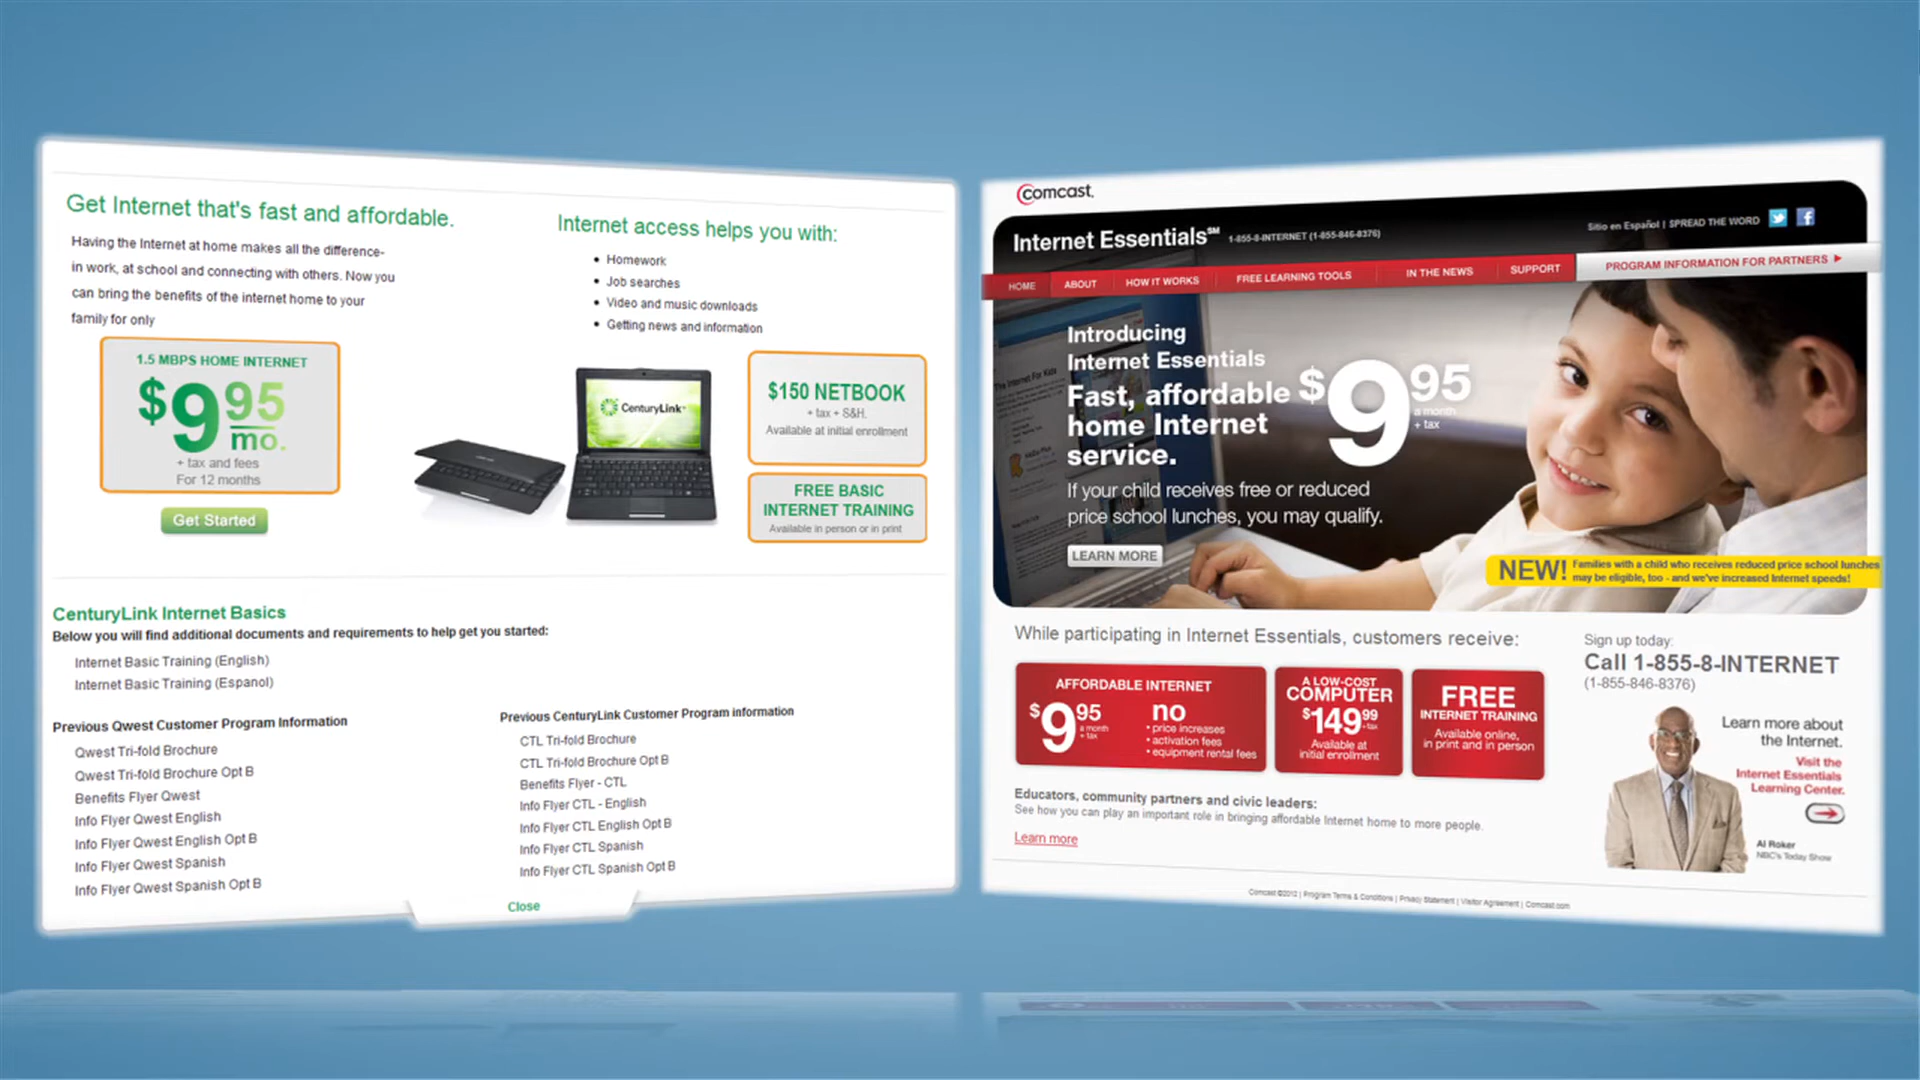 Get Internet that's fast and affordable.
Having the Internet at home makes all the difference-
in work, at school and connecting with others. Now you
can bring the benefits of the internet home to your
family for only
1.5 MBPS HOME INTERNET
$9.95
mo.
+ tax and fees
For 12 months
Get Started
Internet access helps you with:
• Homework
• Job searches
• Video and music downloads
• Getting news and information
CenturyLink
$150 NETBOOK
+ tax + S&H.
Available at initial enrollment
FREE BASIC
INTERNET TRAINING
Available in person or in print
CenturyLink Internet Basics
Below you will find additional documents and requirements to help get you started:
Internet Basic Training (English)
Internet Basic Training (Espanol)
Previous Qwest Customer Program Information
Qwest Tri-fold Brochure
Qwest Tri-fold Brochure Opt B
Benefits Flyer Qwest
Info Flyer Qwest English
Info Flyer Qwest English Opt B
Info Flyer Qwest Spanish
Info Flyer Qwest Spanish Opt B
Previous CenturyLink Customer Program information
CTL Tri-fold Brochure
CTL Tri-fold Brochure Opt B
Benefits Flyer - CTL
Info Flyer CTL - English
Info Flyer CTL English Opt B
Info Flyer CTL Spanish
Info Flyer CTL Spanish Opt B
Close
comcast.
Internet Essentials℠ 1-855-8-INTERNET (1-855-846-8376)
Sitio en Español | SPREAD THE WORD
HOME ABOUT HOW IT WORKS FREE LEARNING TOOLS IN THE NEWS SUPPORT PROGRAM INFORMATION FOR PARTNERS
Introducing
Internet Essentials
Fast, affordable
home Internet
service.
$9.95
a month
+ tax
If your child receives free or reduced
price school lunches, you may qualify.
LEARN MORE
NEW! Families with a child who receives reduced price school lunches
may be eligible, too - and we've increased Internet speeds!
While participating in Internet Essentials, customers receive:
AFFORDABLE INTERNET
$9.95
a month
+ tax
no
• price increases
• activation fees
• equipment rental fees
A LOW-COST
COMPUTER
$149.99 +tax
Available at
initial enrollment
FREE
INTERNET TRAINING
Available online,
in print and in person
Sign up today:
Call 1-855-8-INTERNET
(1-855-846-8376)
Learn more about
the Internet.
Visit the
Internet Essentials
Learning Center.
Al Roker
NBC's Today Show
Educators, community partners and civic leaders:
See how you can play an important role in bringing affordable Internet home to more people.
Learn more
Comcast ©2012 | Program Terms & Conditions | Privacy Statement | Visitor Agreement | Comcast.com